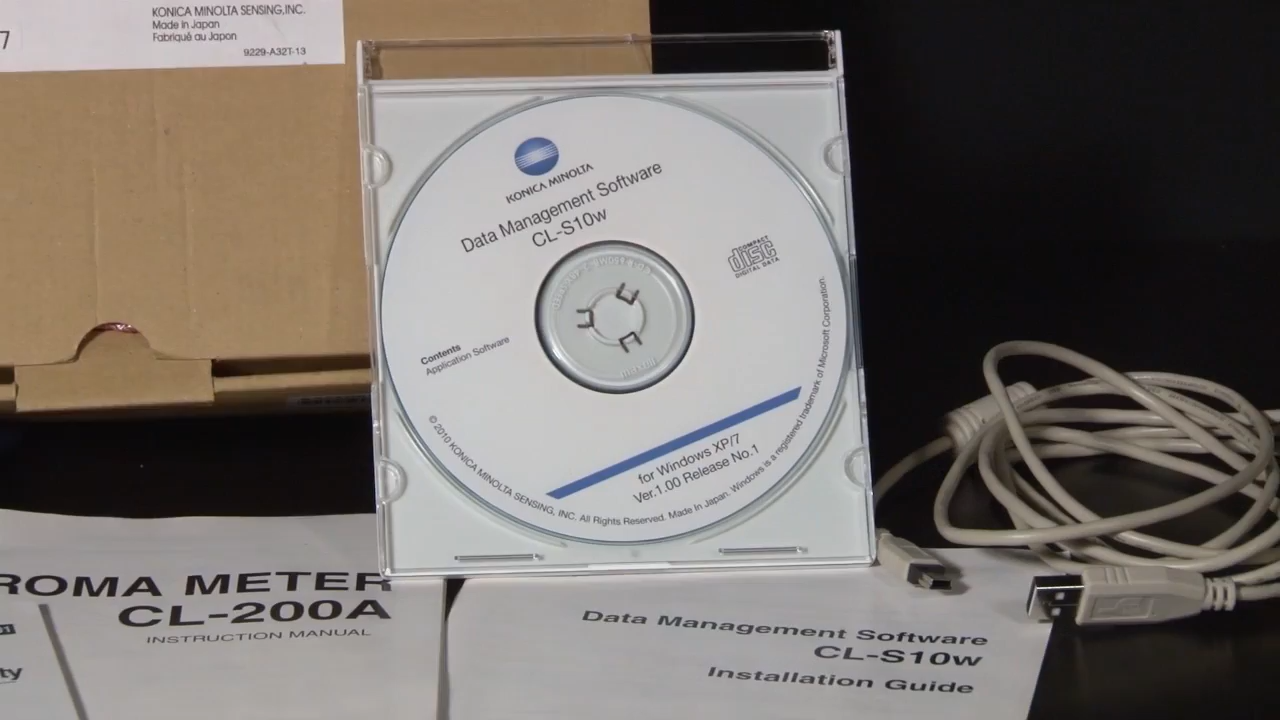 KONICA MINOLTA SENSING,INC.
Made in Japan
Fabriqué au Japon
9229-A32T-13
7
KONICA MINOLTA
Data Management Software
CL-S10w
COMPACT
disc
DIGITAL DATA
Contents
Application Software
for Windows XP/7
Ver.1.00 Release No.1
© 2010 KONICA MINOLTA SENSING, INC. All Rights Reserved. Made In Japan. Windows is a registered trademark of Microsoft Corporation.
ROMA METER
CL-200A
INSTRUCTION MANUAL
01
ty
Data Management Software
CL-S10w
Installation Guide